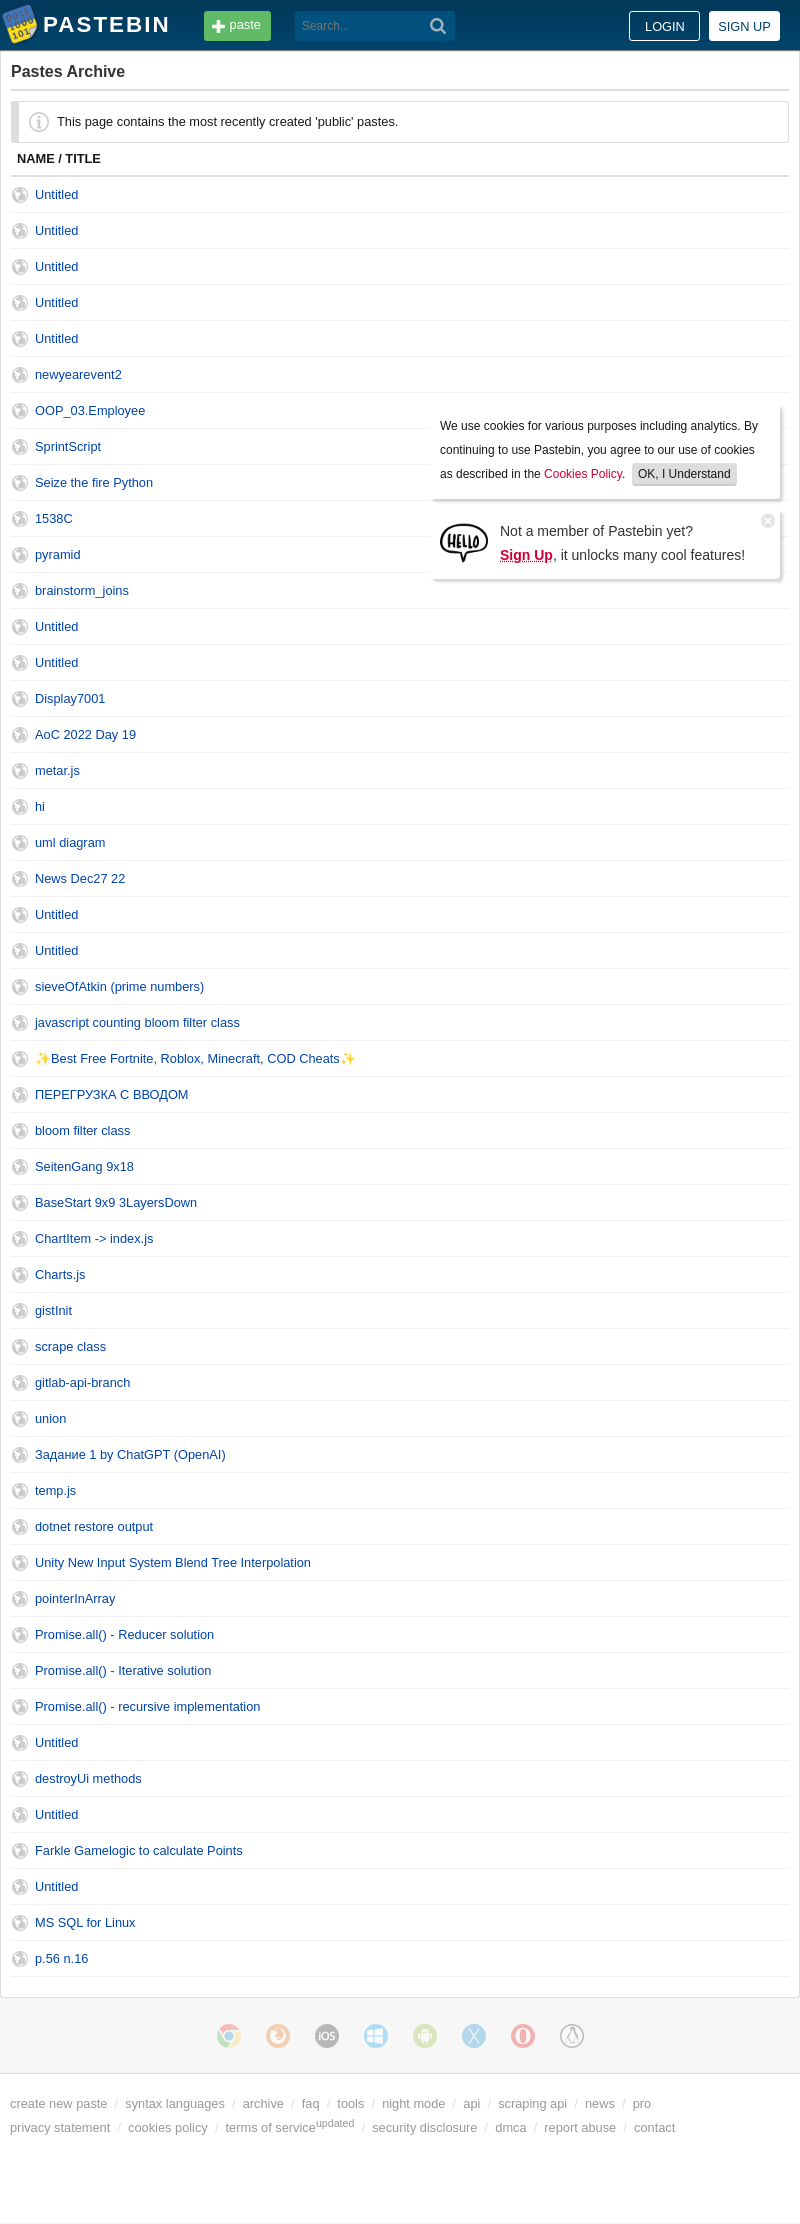 PASTEBIN
paste
Search...
LOGIN
SIGN UP
Pastes Archive
This page contains the most recently created 'public' pastes.
NAME / TITLE
Untitled
Untitled
Untitled
Untitled
Untitled
newyearevent2
OOP_03.Employee
SprintScript
Seize the fire Python
1538C
pyramid
brainstorm_joins
We use cookies for various purposes including analytics. By
continuing to use Pastebin, you agree to our use of cookies
as described in the Cookies Policy. OK, I Understand
HELLO
Not a member of Pastebin yet?
Sign Up, it unlocks many cool features!
Untitled
Untitled
Display7001
AoC 2022 Day 19
metar.js
hi
uml diagram
News Dec27 22
Untitled
Untitled
sieveOfAtkin (prime numbers)
javascript counting bloom filter class
✨Best Free Fortnite, Roblox, Minecraft, COD Cheats✨
ПЕРЕГРУЗКА С ВВОДОМ
bloom filter class
SeitenGang 9x18
BaseStart 9x9 3LayersDown
ChartItem -> index.js
Charts.js
gistInit
scrape class
gitlab-api-branch
union
Задание 1 by ChatGPT (OpenAI)
temp.js
dotnet restore output
Unity New Input System Blend Tree Interpolation
pointerInArray
Promise.all() - Reducer solution
Promise.all() - Iterative solution
Promise.all() - recursive implementation
Untitled
destroyUi methods
Untitled
Farkle Gamelogic to calculate Points
Untitled
MS SQL for Linux
p.56 n.16
iOS
create new paste / syntax languages / archive / faq / tools / night mode / api / scraping api / news / pro
privacy statement / cookies policy / terms of serviceupdated / security disclosure / dmca / report abuse / contact